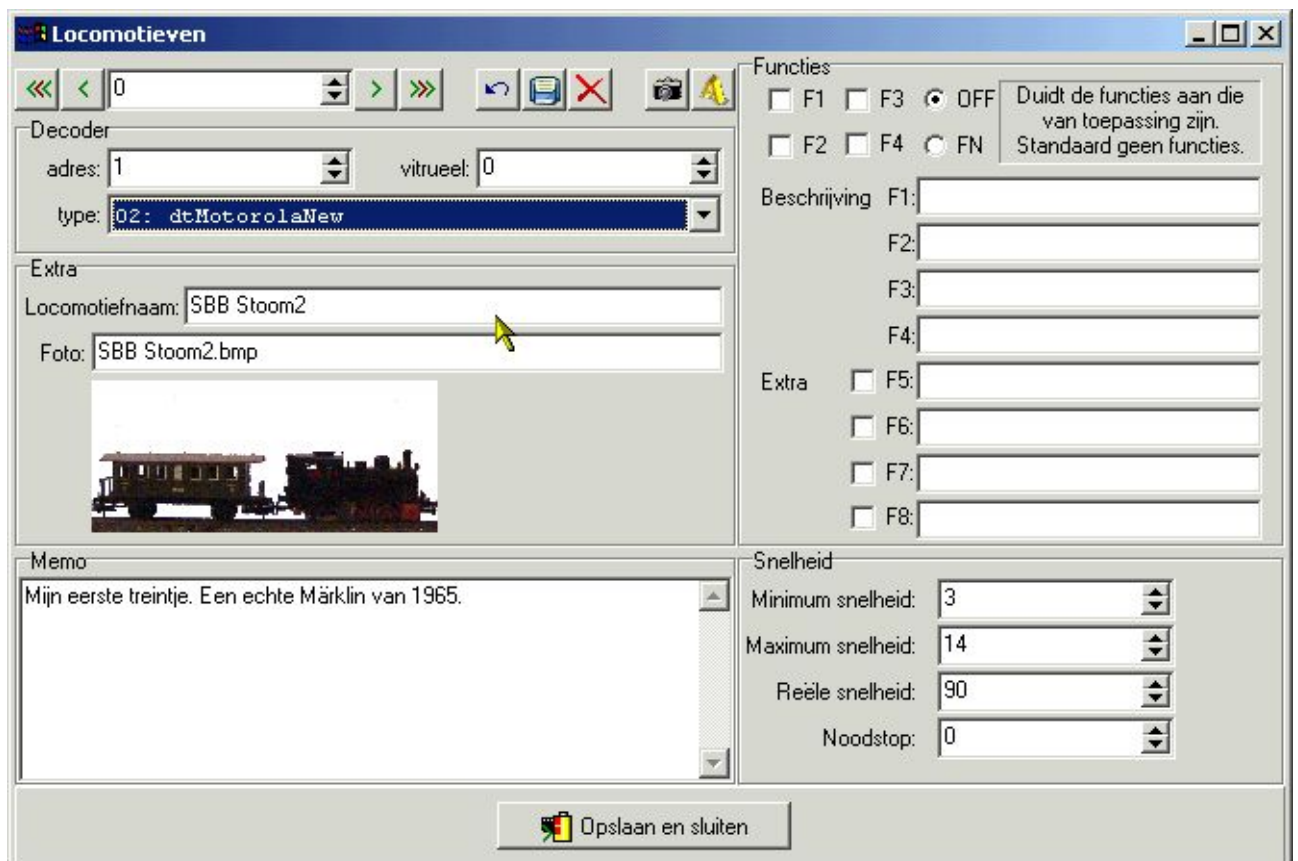 Locomotieven
0
Decoder
adres: 1 vitrueel: 0
type: 02: dtMotorolaNew
Extra
Locomotiefnaam: SBB Stoom2
Foto: SBB Stoom2.bmp
Memo
Mijn eerste treintje. Een echte Märklin van 1965.
Functies
F1 F3 OFF
F2 F4 FN
Duidt de functies aan die
van toepassing zijn.
Standaard geen functies.
Beschrijving F1:
F2:
F3:
F4:
Extra F5:
F6:
F7:
F8:
Snelheid
Minimum snelheid: 3
Maximum snelheid: 14
Reële snelheid: 90
Noodstop: 0
Opslaan en sluiten